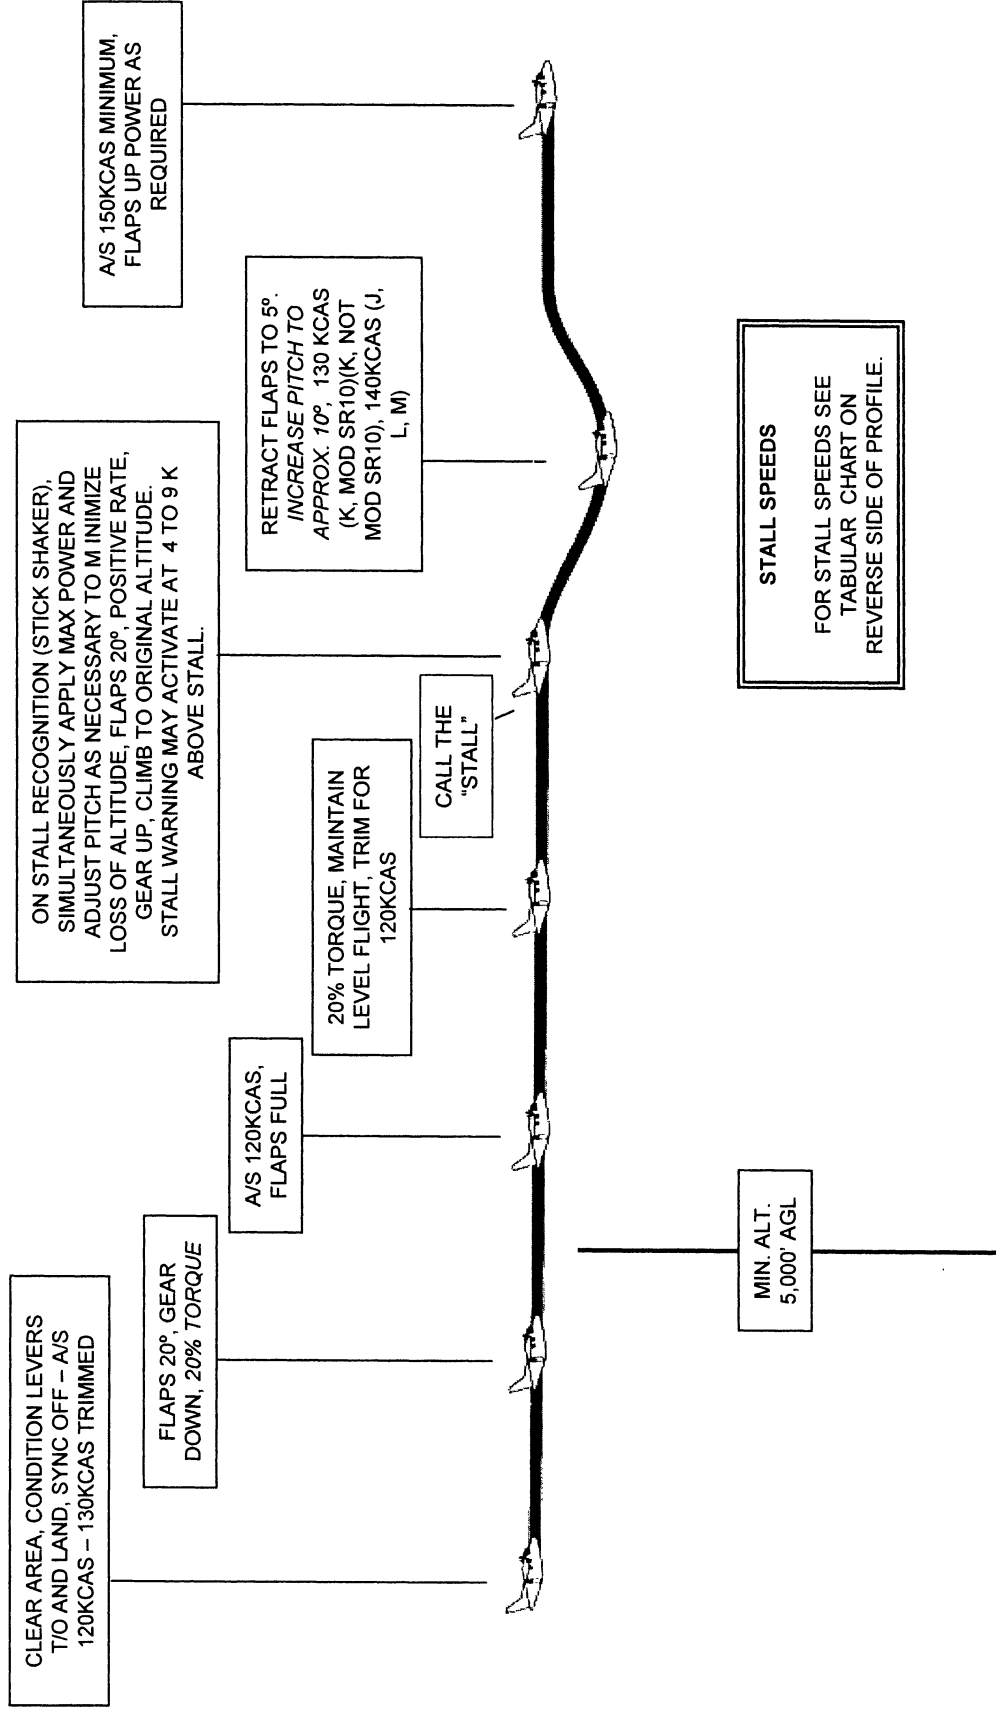 CLEAR AREA, CONDITION LEVERS
T/O AND LAND, SYNC OFF – A/S
120KCAS – 130KCAS TRIMMED
FLAPS 20º, GEAR
DOWN, 20% TORQUE
A/S 120KCAS,
FLAPS FULL
20% TORQUE, MAINTAIN
LEVEL FLIGHT, TRIM FOR
120KCAS
CALL THE
"STALL"
ON STALL RECOGNITION (STICK SHAKER),
SIMULTANEOUSLY APPLY MAX POWER AND
ADJUST PITCH AS NECESSARY TO M INIMIZE
LOSS OF ALTITUDE, FLAPS 20º, POSITIVE RATE,
GEAR UP, CLIMB TO ORIGINAL ALTITUDE.
STALL WARNING MAY ACTIVATE AT 4 TO 9 K
ABOVE STALL.
RETRACT FLAPS TO 5º.
INCREASE PITCH TO
APPROX. 10º, 130 KCAS
(K, MOD SR10)(K, NOT
MOD SR10), 140KCAS (J,
L, M)
A/S 150KCAS MINIMUM,
FLAPS UP POWER AS
REQUIRED
MIN. ALT.
5,000' AGL
STALL SPEEDS
FOR STALL SPEEDS SEE
TABULAR CHART ON
REVERSE SIDE OF PROFILE.